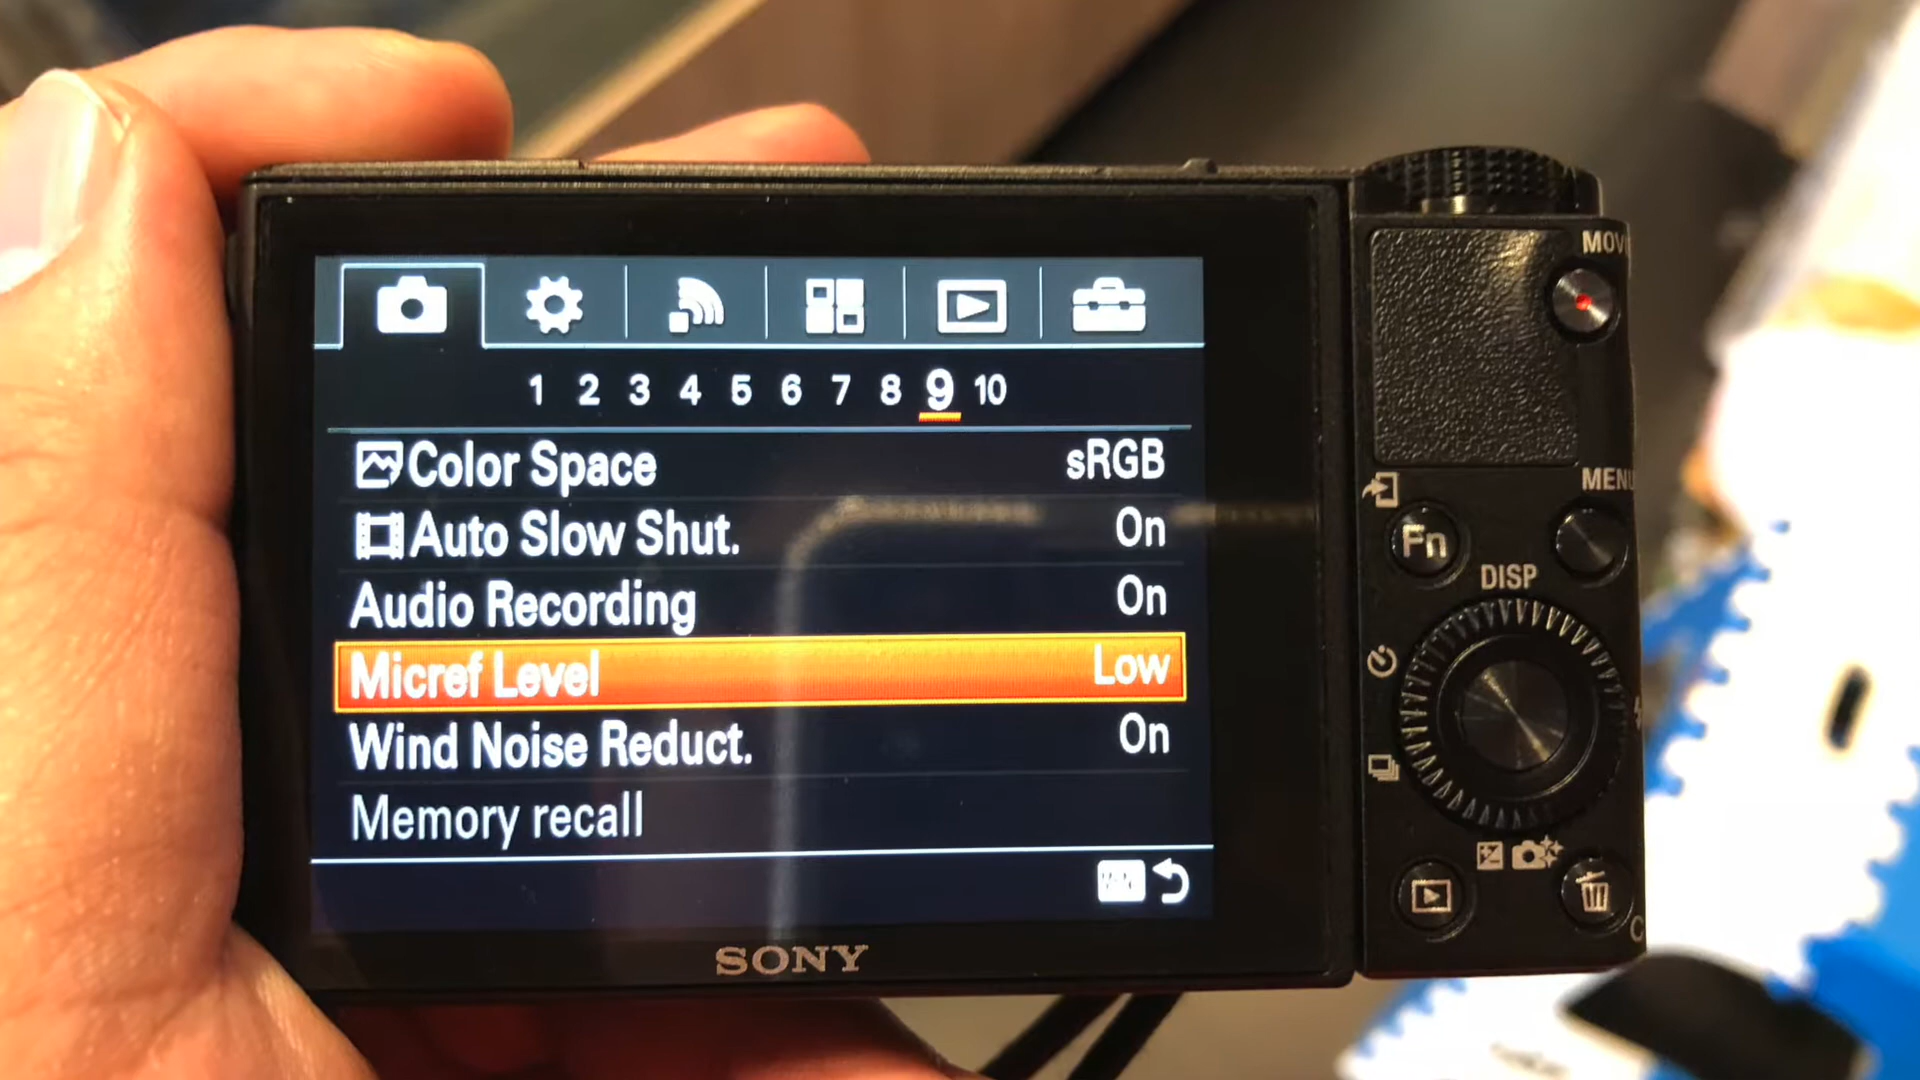 1 2 3 4 5 6 7 8 9 10
Color Space sRGB
Auto Slow Shut. On
Audio Recording On
Micref Level Low
Wind Noise Reduct. On
Memory recall
SONY
MENU
Fn
DISP